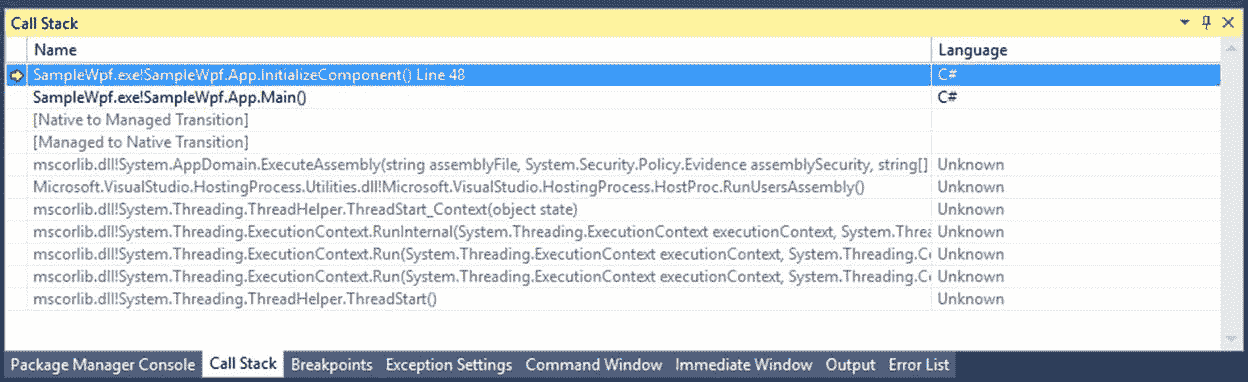 Call Stack
Name Language
SampleWpf.exe!SampleWpf.App.InitializeComponent() Line 48 C#
SampleWpf.exe!SampleWpf.App.Main() C#
[Native to Managed Transition]
[Managed to Native Transition]
mscorlib.dll!System.AppDomain.ExecuteAssembly(string assemblyFile, System.Security.Policy.Evidence assemblySecurity, string[] Unknown
Microsoft.VisualStudio.HostingProcess.Utilities.dll!Microsoft.VisualStudio.HostingProcess.HostProc.RunUsersAssembly() Unknown
mscorlib.dll!System.Threading.ThreadHelper.ThreadStart_Context(object state) Unknown
mscorlib.dll!System.Threading.ExecutionContext.RunInternal(System.Threading.ExecutionContext executionContext, System.Threa Unknown
mscorlib.dll!System.Threading.ExecutionContext.Run(System.Threading.ExecutionContext executionContext, System.Threading.Co Unknown
mscorlib.dll!System.Threading.ExecutionContext.Run(System.Threading.ExecutionContext executionContext, System.Threading.Co Unknown
mscorlib.dll!System.Threading.ThreadHelper.ThreadStart() Unknown
Package Manager Console Call Stack Breakpoints Exception Settings Command Window Immediate Window Output Error List